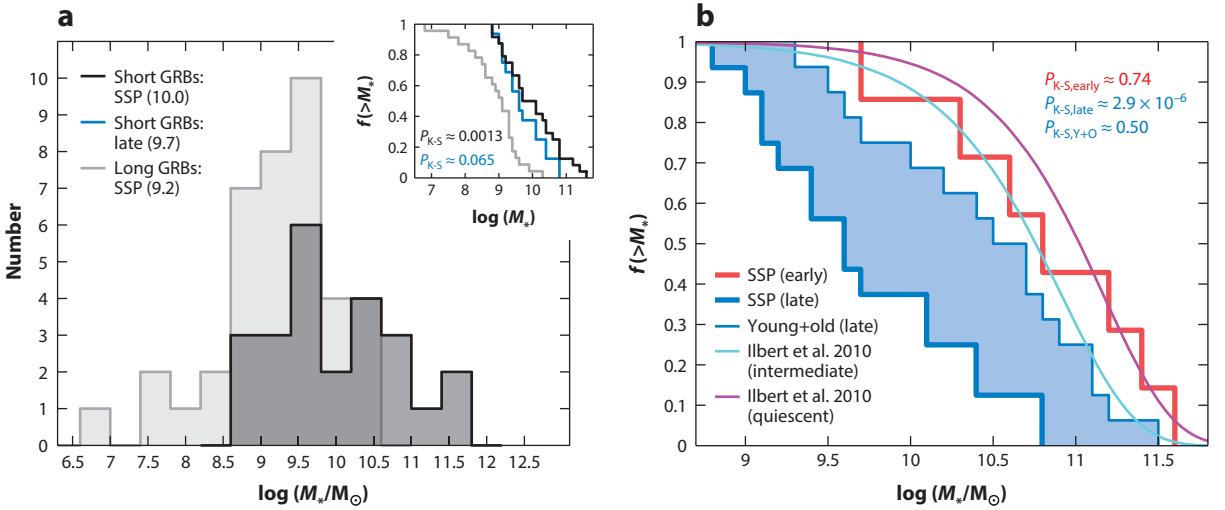 a
Number
10
9
8
7
6
5
4
3
2
1
0
6.5 7 7.5 8 8.5 9 9.5 10 10.5 11 11.5 12 12.5
log (M*/M☉)
Short GRBs:
SSP (10.0)
Short GRBs:
late (9.7)
Long GRBs:
SSP (9.2)
f (>M*)
1
0.8
0.6
0.4
0.2
0
P_K-S ≈ 0.0013
P_K-S ≈ 0.065
7 8 9 10 11
log (M*)
b
f (>M*)
1
0.9
0.8
0.7
0.6
0.5
0.4
0.3
0.2
0.1
0
P_K-S,early ≈ 0.74
P_K-S,late ≈ 2.9 × 10⁻⁶
P_K-S,Y+O ≈ 0.50
SSP (early)
SSP (late)
Young+old (late)
Ilbert et al. 2010
(intermediate)
Ilbert et al. 2010
(quiescent)
9 9.5 10 10.5 11 11.5
log (M*/M☉)